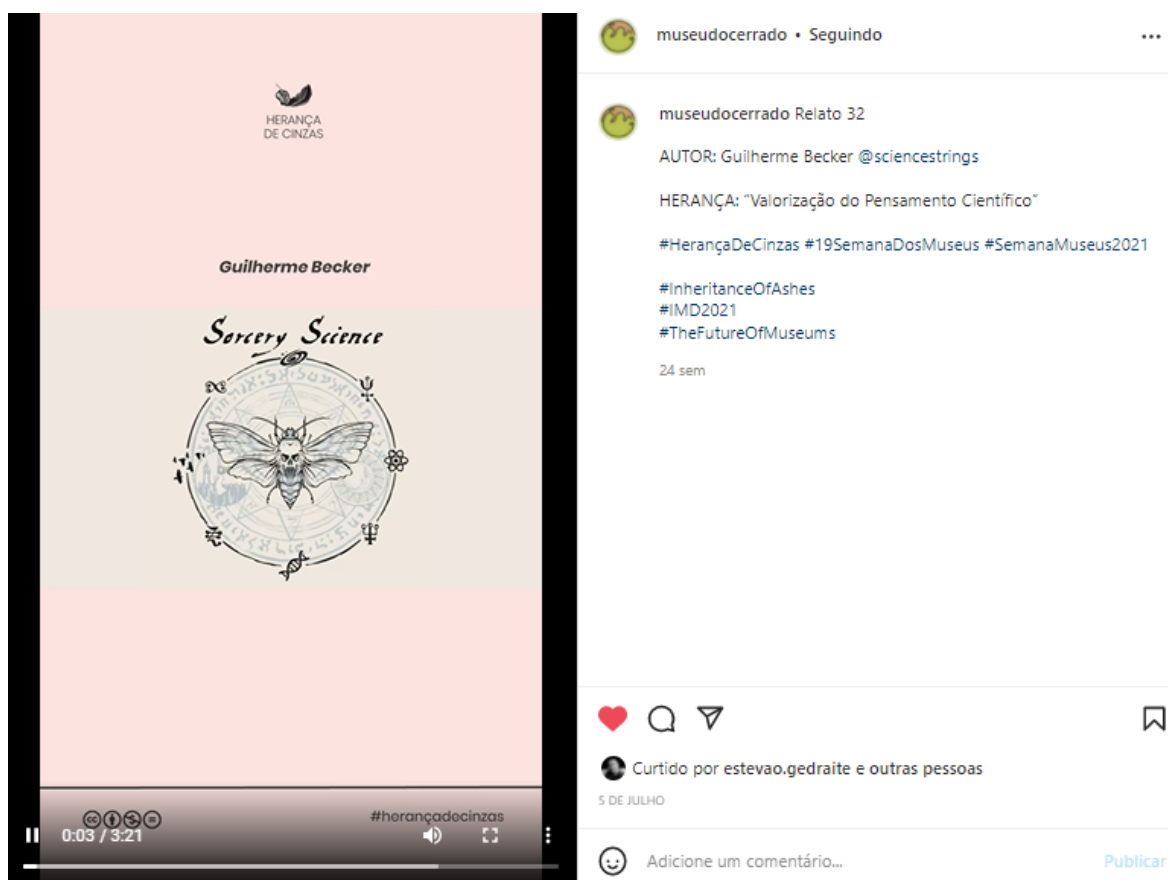 HERANÇA
DE CINZAS
Guilherme Becker
Sorcery Science
#herançadecinzas
0:03 / 3:21
museudocerrado • Seguindo
museudocerrado Relato 32
AUTOR: Guilherme Becker @sciencestrings
HERANÇA: “Valorização do Pensamento Científico”
#HerançaDeCinzas #19SemanaDosMuseus #SemanaMuseus2021
#InheritanceOfAshes
#IMD2021
#TheFutureOfMuseums
24 sem
Curtido por estevao.gedraite e outras pessoas
5 DE JULHO
Adicione um comentário...
Publicar